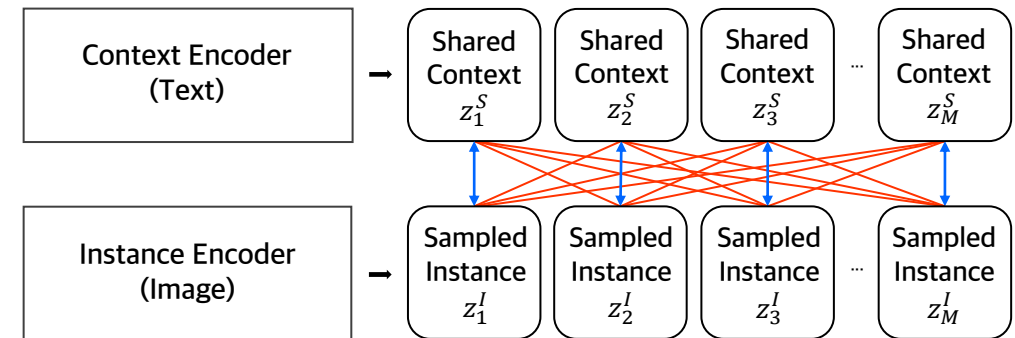 Context Encoder
(Text)
Shared
Context
z_1^S
Shared
Context
z_2^S
Shared
Context
z_3^S
...
Shared
Context
z_M^S
Instance Encoder
(Image)
Sampled
Instance
z_1^I
Sampled
Instance
z_2^I
Sampled
Instance
z_3^I
...
Sampled
Instance
z_M^I